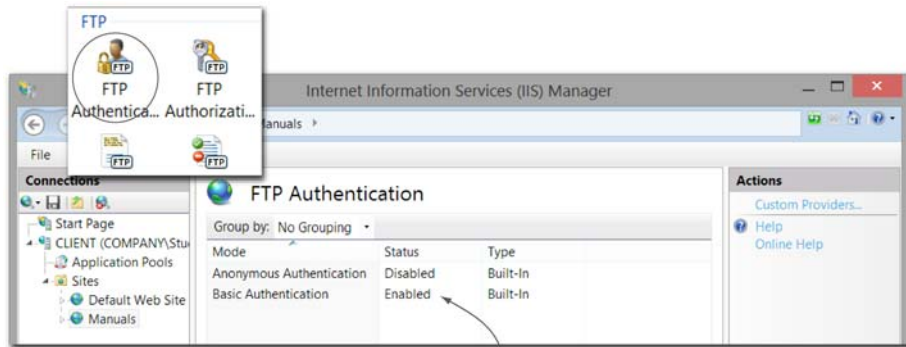 FTP
FTP FTP
FTP FTP
Authentica... Authorizati...
FTP FTP
Internet Information Services (IIS) Manager
Manuals
File
Connections
Start Page
CLIENT (COMPANY\Stu
Application Pools
Sites
Default Web Site
Manuals
FTP Authentication
Group by: No Grouping
Mode Status Type
Anonymous Authentication Disabled Built-In
Basic Authentication Enabled Built-In
Actions
Custom Providers...
Help
Online Help